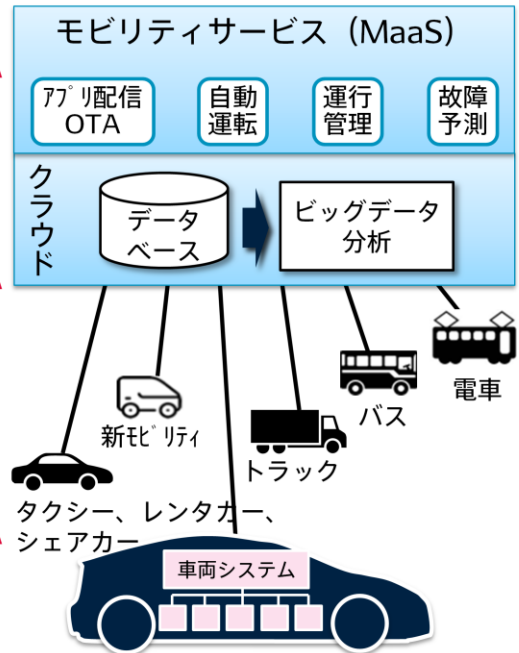 モビリティサービス（MaaS）
ｱﾌﾟﾘ配信
OTA
自動
運転
運行
管理
故障
予測
クラウド
データ
ベース
ビッグデータ
分析
電車
バス
新ﾓﾋﾞﾘﾃｨ
トラック
タクシー、レンタカー、
シェアカー
車両システム